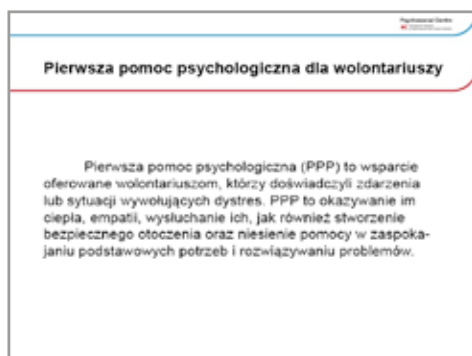 Psychosocial Centre
Pierwsza pomoc psychologiczna dla wolontariuszy
Pierwsza pomoc psychologiczna (PPP) to wsparcie
oferowane wolontariuszom, którzy doświadczyli zdarzenia
lub sytuacji wywołujących dystres. PPP to okazywanie im
ciepła, empatii, wysłuchanie ich, jak również stworzenie
bezpiecznego otoczenia oraz niesienie pomocy w zaspoka-
janiu podstawowych potrzeb i rozwiązywaniu problemów.